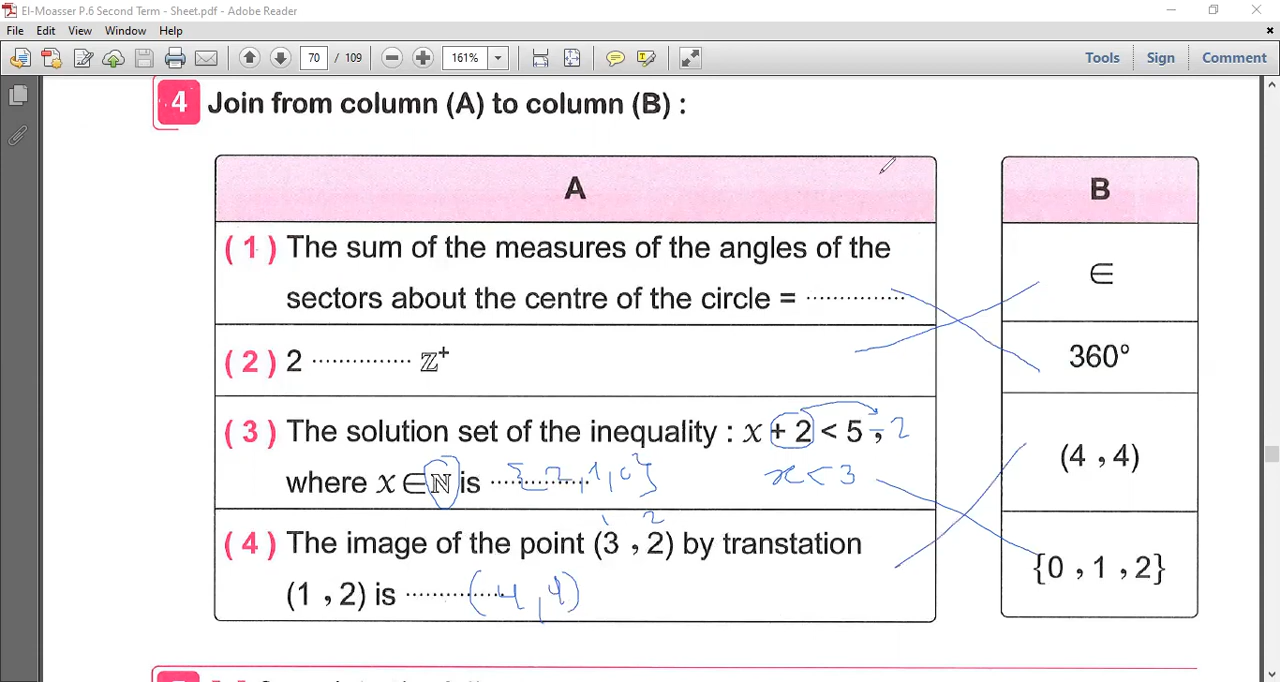 El-Moasser P.6 Second Term - Sheet.pdf - Adobe Reader
File Edit View Window Help
70 / 109 161% Tools Sign Comment
4 Join from column (A) to column (B) :
A
B
(1) The sum of the measures of the angles of the
sectors about the centre of the circle = ...............
∈
(2) 2 ............... ℤ⁺
360°
(3) The solution set of the inequality : x + 2 < 5 , - 2
where x ∈ ℕ is ............... {2, 1, 0} x < 3
(4 , 4)
1 2
(4) The image of the point (3 , 2) by transtation
(1 , 2) is ............... (4, 4)
{0 , 1 , 2}